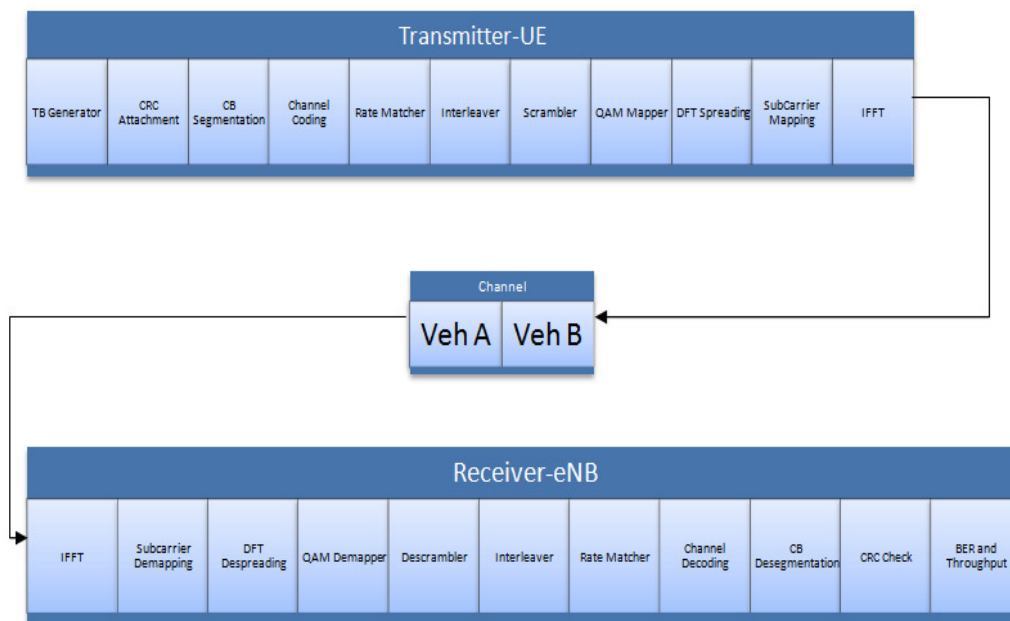 Transmitter-UE
TB Generator
CRC
Attachment
CB
Segmentation
Channel
Coding
Rate Matcher
Interleaver
Scrambler
QAM Mapper
DFT Spreading
SubCarrier
Mapping
IFFT
Channel
Veh A
Veh B
Receiver-eNB
IFFT
Subcarrier
Demapping
DFT
Despreading
QAM Demapper
Descrambler
Interleaver
Rate Matcher
Channel
Decoding
CB
Desegmentation
CRC Check
BER and
Throughput